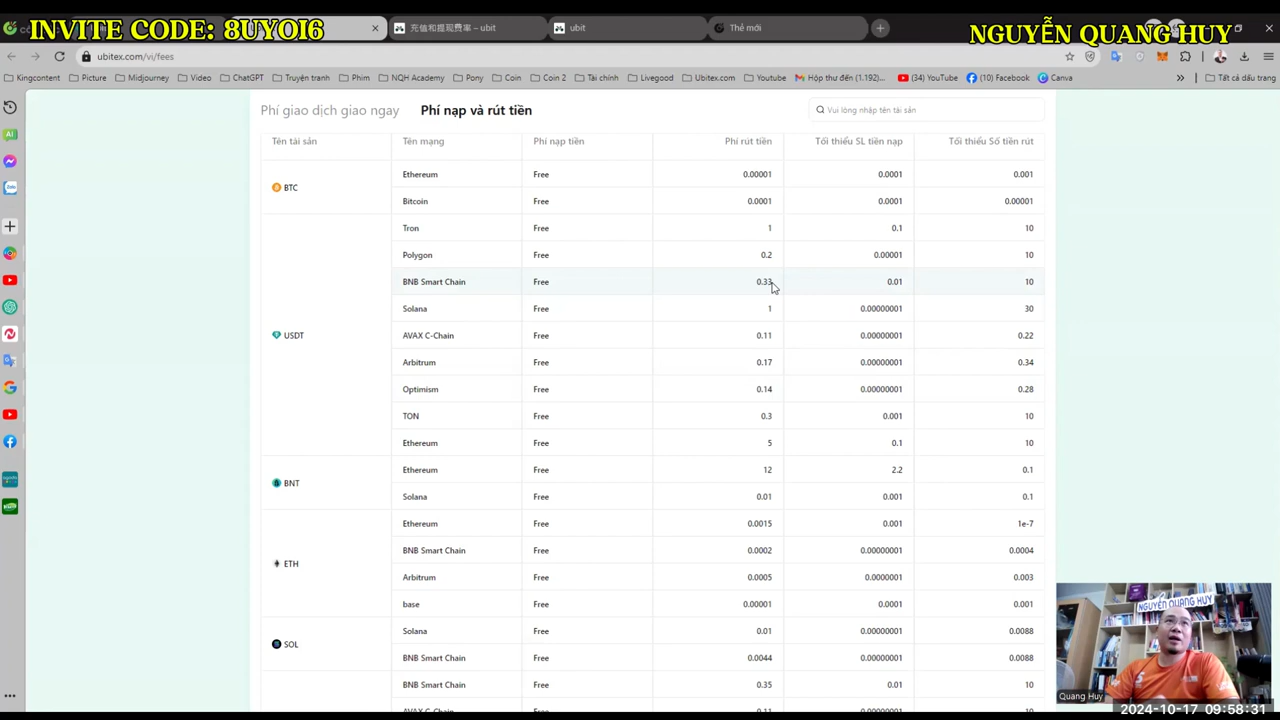 INVITE CODE: 8UYOI6
NGUYỄN QUANG HUY
充值和提现费率 – ubit
ubit
Thẻ mới
ubitex.com/vi/fees
Kingcontent Picture Midjourney Video ChatGPT Truyện tranh Phim NQH Academy Pony Coin Coin 2 Tài chính Livegood Ubitex.com Youtube Hộp thư đến (1.192)... (34) YouTube (10) Facebook Canva Tất cả dấu trang
Phí giao dịch giao ngay Phí nạp và rút tiền Vui lòng nhập tên tài sản
Tên tài sản Tên mạng Phí nạp tiền Phí rút tiền Tối thiểu SL tiền nạp Tối thiểu Số tiền rút
BTC
Ethereum Free 0.00001 0.0001 0.001
Bitcoin Free 0.0001 0.0001 0.00001
USDT
Tron Free 1 0.1 10
Polygon Free 0.2 0.00001 10
BNB Smart Chain Free 0.33 0.01 10
Solana Free 1 0.00000001 30
AVAX C-Chain Free 0.11 0.00000001 0.22
Arbitrum Free 0.17 0.00000001 0.34
Optimism Free 0.14 0.00000001 0.28
TON Free 0.3 0.001 10
Ethereum Free 5 0.1 10
BNT
Ethereum Free 12 2.2 0.1
Solana Free 0.01 0.001 0.1
ETH
Ethereum Free 0.0015 0.001 1e-7
BNB Smart Chain Free 0.0002 0.00000001 0.0004
Arbitrum Free 0.0005 0.0000001 0.003
base Free 0.00001 0.0001 0.001
SOL
Solana Free 0.01 0.00000001 0.0088
BNB Smart Chain Free 0.0044 0.00000001 0.0088
BNB Smart Chain Free 0.35 0.01 10
NGUYỄN QUANG HUY
Quang Huy
2024-10-17 09:58:31